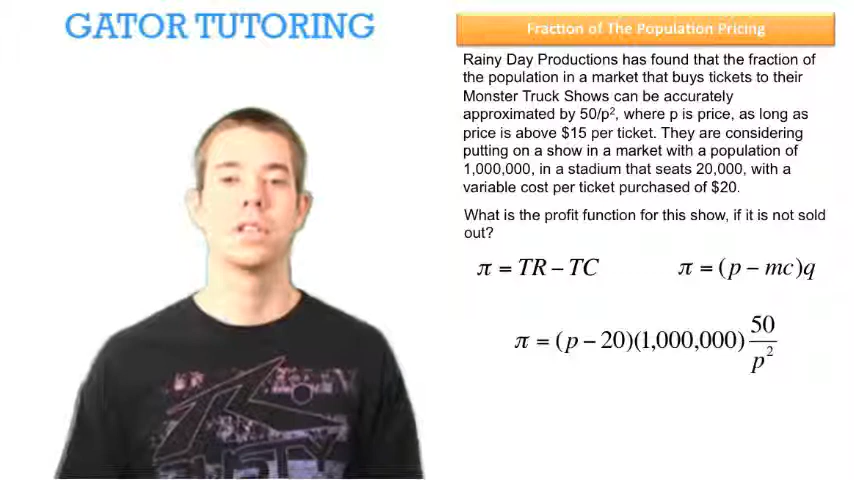 GATOR TUTORING
Fraction of The Population Pricing
Rainy Day Productions has found that the fraction of
the population in a market that buys tickets to their
Monster Truck Shows can be accurately
approximated by 50/p², where p is price, as long as
price is above $15 per ticket. They are considering
putting on a show in a market with a population of
1,000,000, in a stadium that seats 20,000, with a
variable cost per ticket purchased of $20.
What is the profit function for this show, if it is not sold
out?
π = TR − TC
π = (p − mc)q
π = (p − 20)(1,000,000) 50/p²